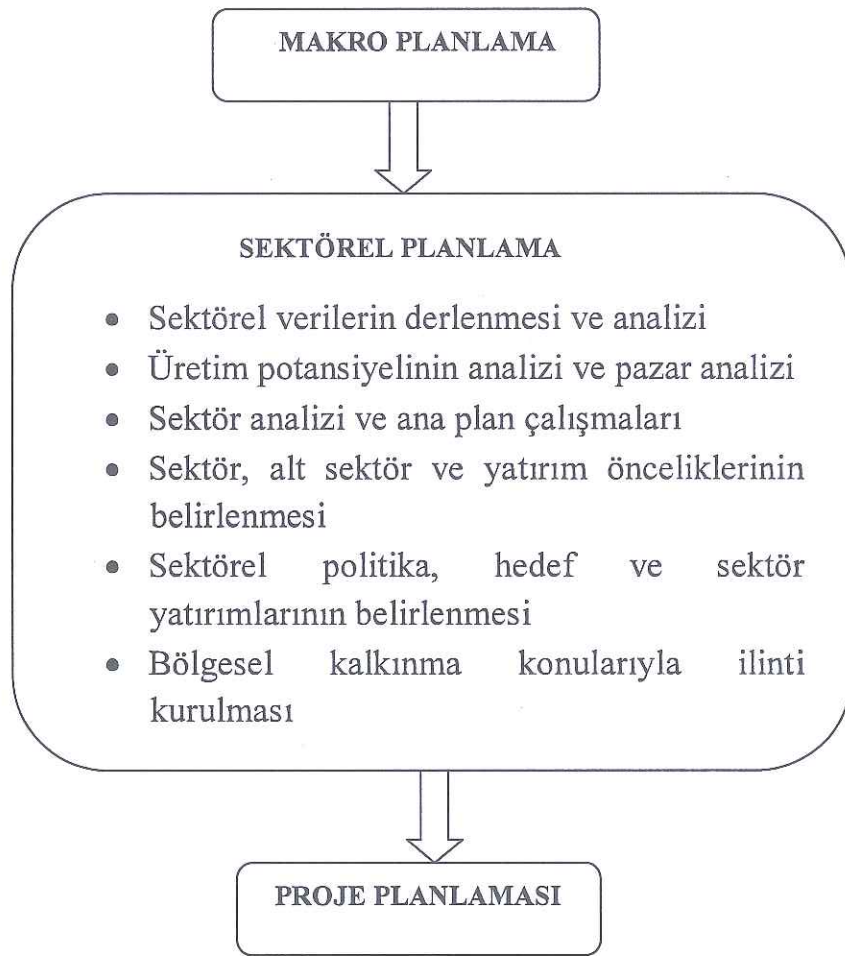 MAKRO PLANLAMA
SEKTÖREL PLANLAMA
• Sektörel verilerin derlenmesi ve analizi
• Üretim potansiyelinin analizi ve pazar analizi
• Sektör analizi ve ana plan çalışmaları
• Sektör, alt sektör ve yatırım önceliklerinin
belirlenmesi
• Sektörel politika, hedef ve sektör
yatırımlarının belirlenmesi
• Bölgesel kalkınma konularıyla ilinti
kurulması
PROJE PLANLAMASI